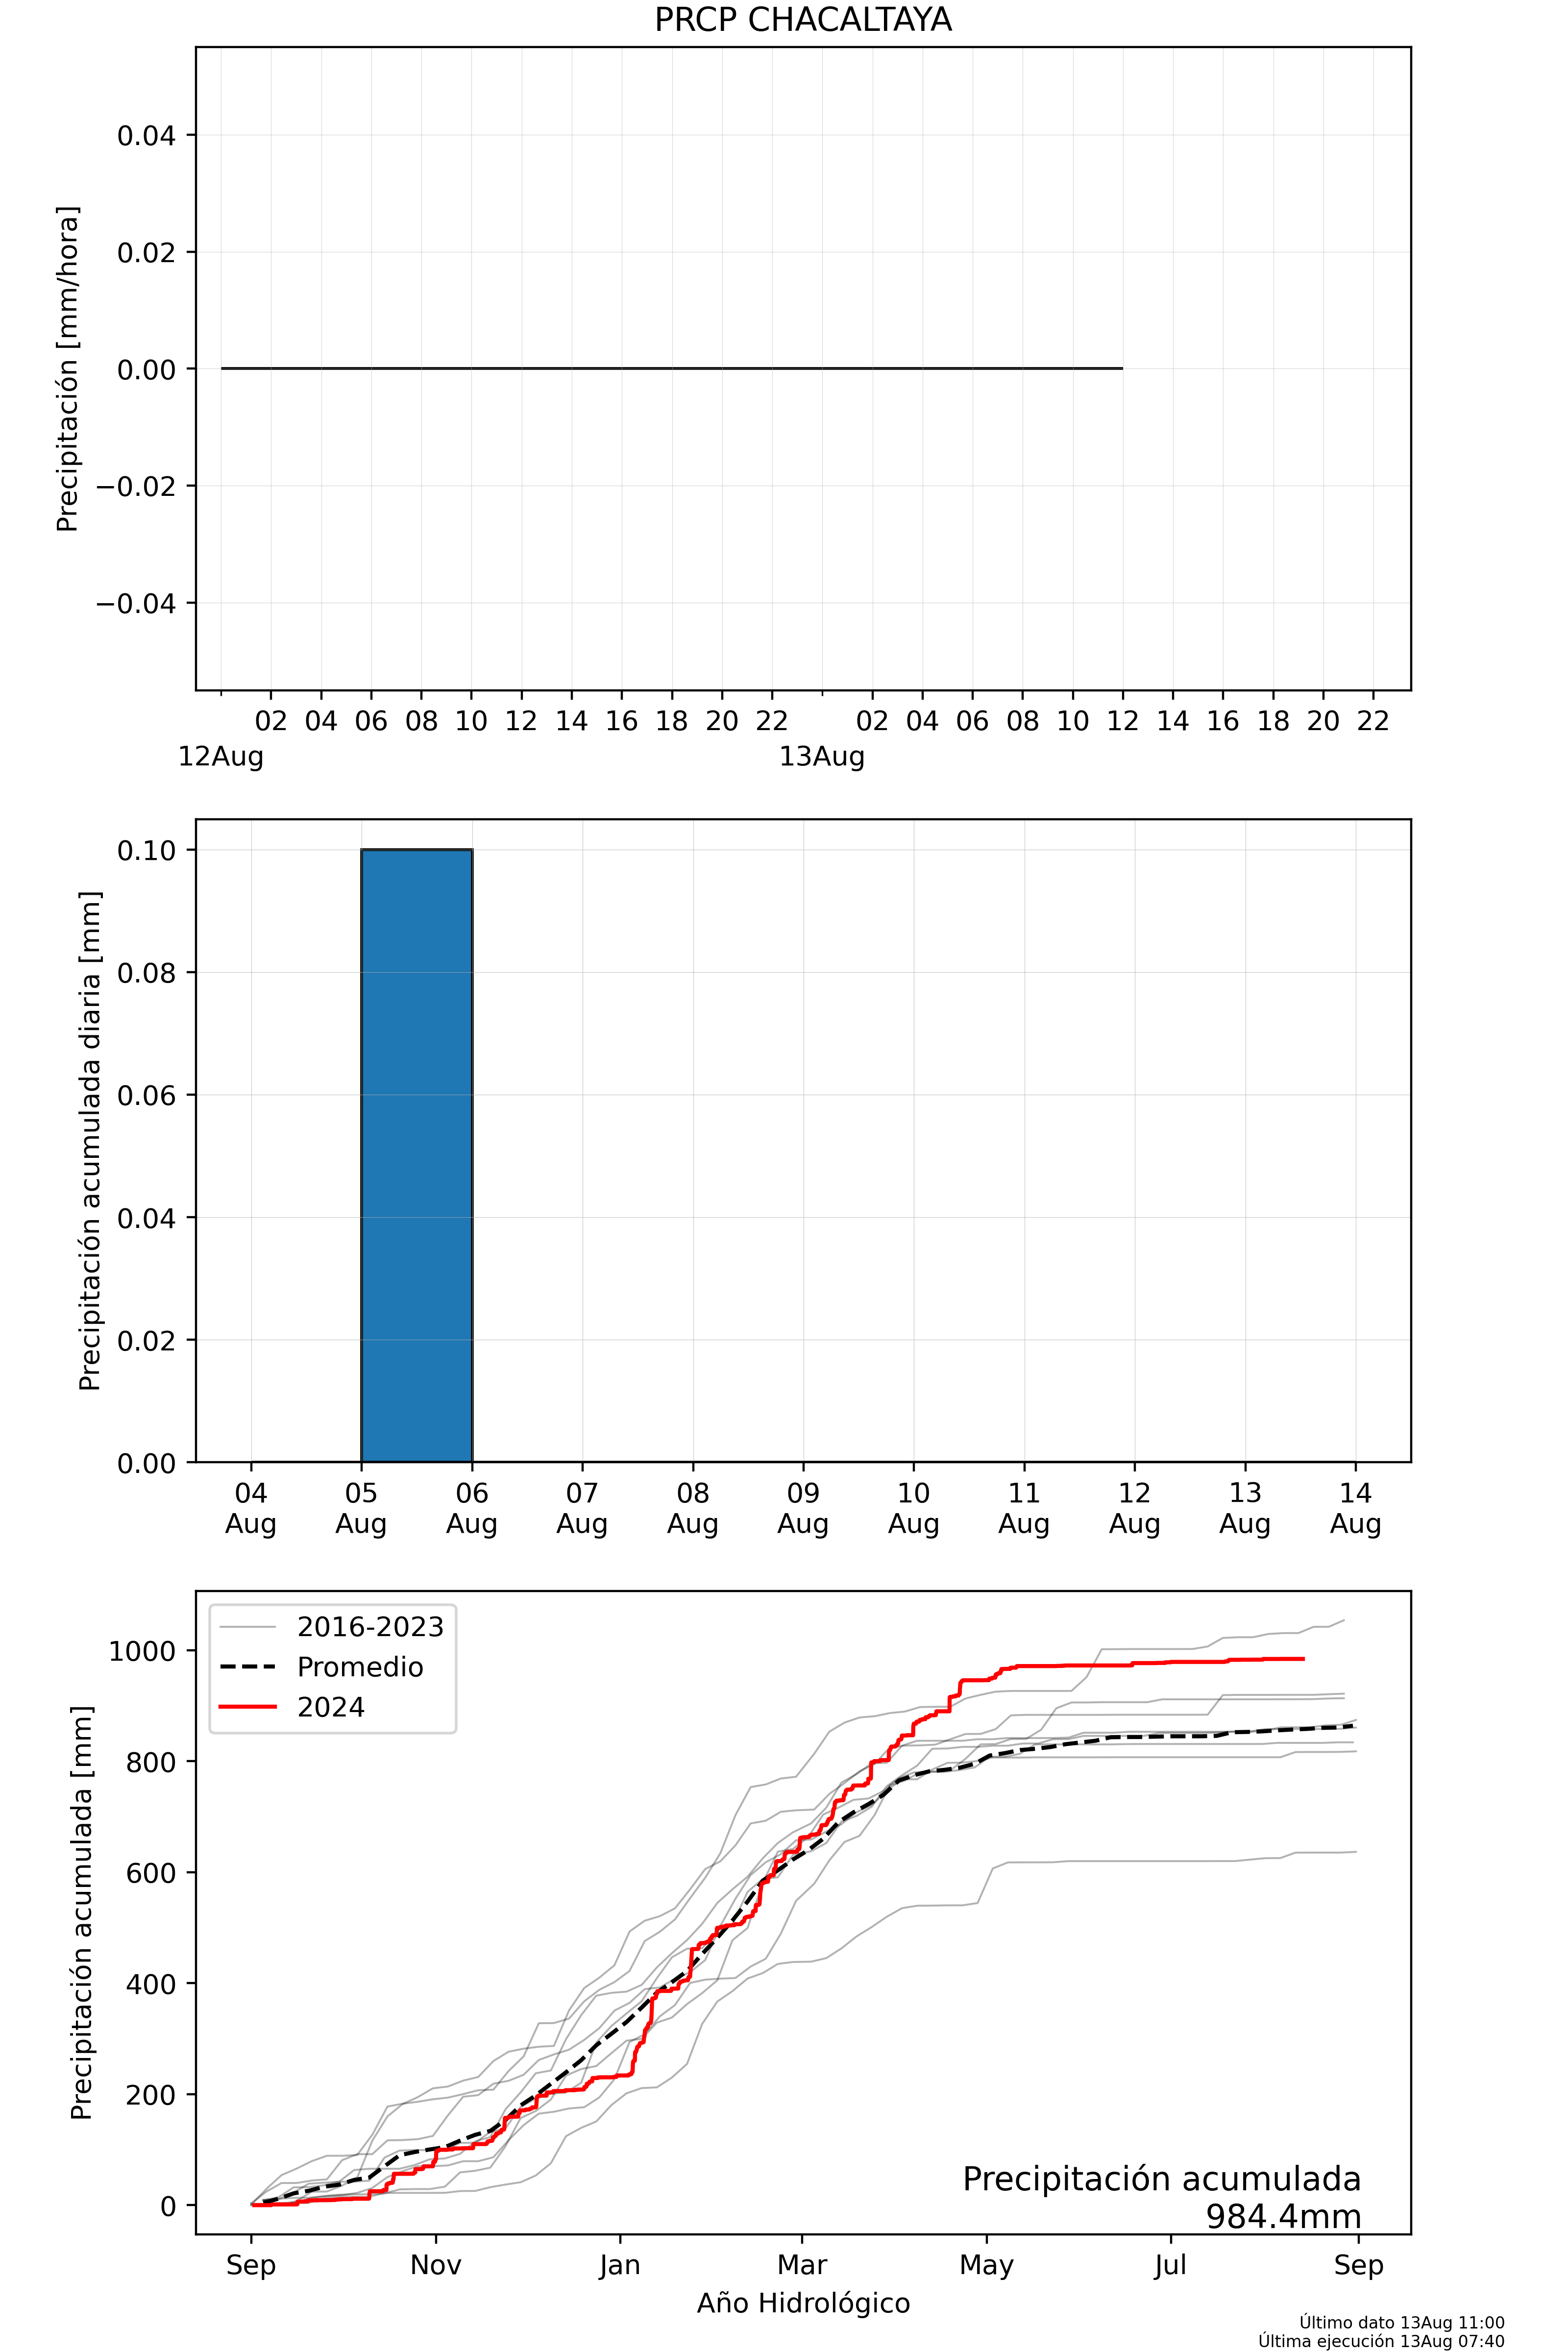 PRCP CHACALTAYA
Precipitación [mm/hora]
0.04
0.02
0.00
−0.02
−0.04
02 04 06 08 10 12 14 16 18 20 22 02 04 06 08 10 12 14 16 18 20 22
12Aug 13Aug
Precipitación acumulada diaria [mm]
0.10
0.08
0.06
0.04
0.02
0.00
04 05 06 07 08 09 10 11 12 13 14
Aug Aug Aug Aug Aug Aug Aug Aug Aug Aug Aug
Precipitación acumulada [mm]
1000
800
600
400
200
0
2016-2023
Promedio
2024
Precipitación acumulada
984.4mm
Sep Nov Jan Mar May Jul Sep
Año Hidrológico
Último dato 13Aug 11:00
Última ejecución 13Aug 07:40